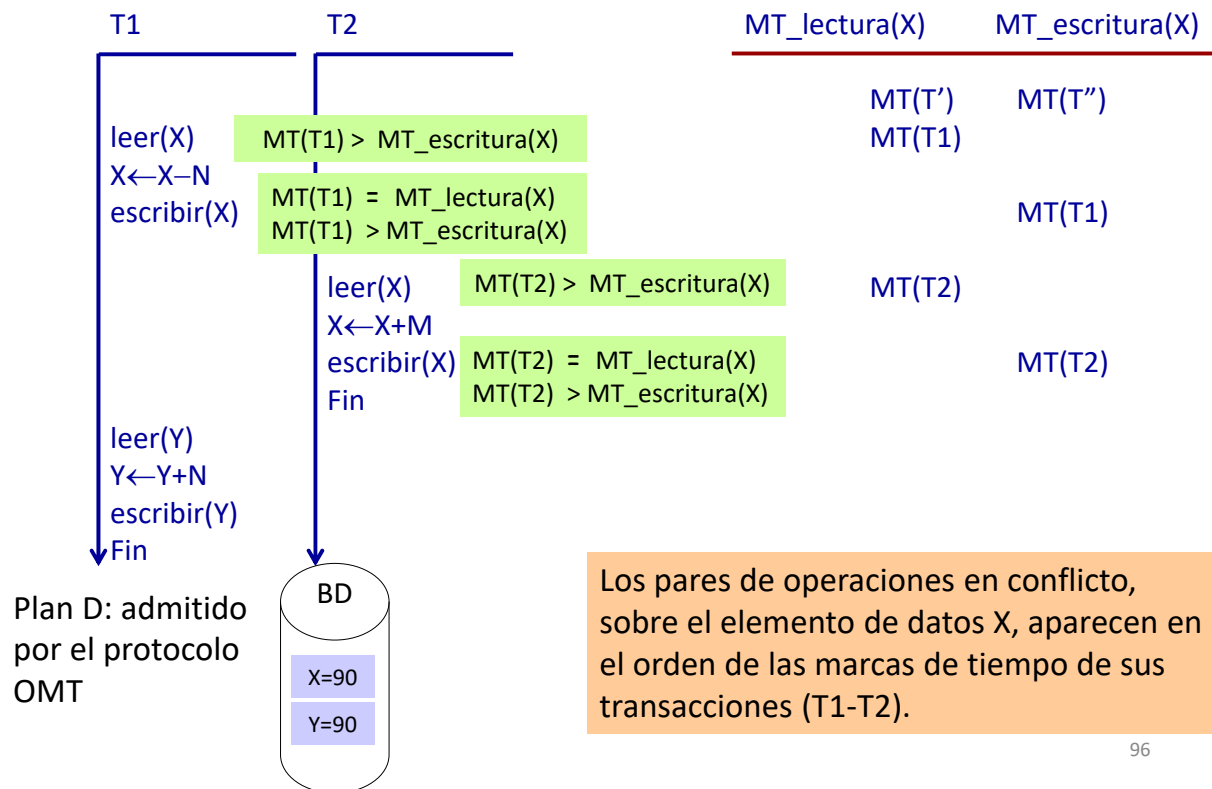 T1 T2 MT_lectura(X) MT_escritura(X)
MT(T’) MT(T”)
leer(X) MT(T1) > MT_escritura(X) MT(T1)
X←X−N
MT(T1) = MT_lectura(X)
escribir(X) MT(T1)
MT(T1) > MT_escritura(X)
leer(X) MT(T2) > MT_escritura(X) MT(T2)
X←X+M
escribir(X) MT(T2) = MT_lectura(X) MT(T2)
Fin MT(T2) > MT_escritura(X)
leer(Y)
Y←Y+N
escribir(Y)
Fin
Plan D: admitido
por el protocolo
OMT
BD
X=90
Y=90
Los pares de operaciones en conflicto,
sobre el elemento de datos X, aparecen en
el orden de las marcas de tiempo de sus
transacciones (T1-T2).
96